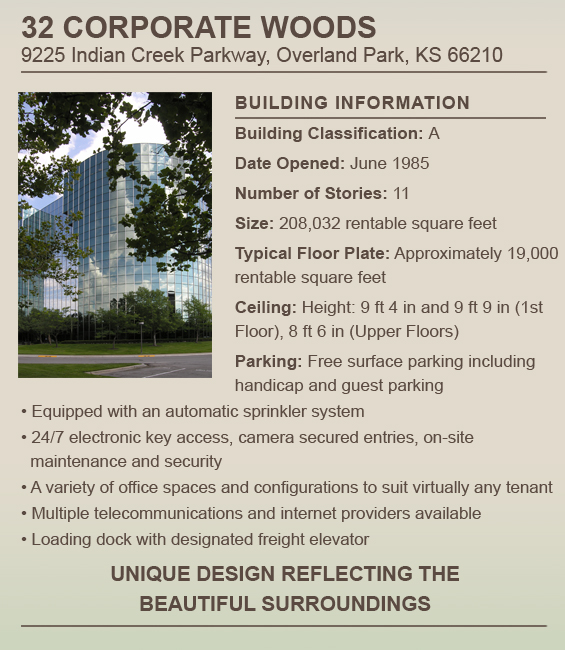 32 CORPORATE WOODS
9225 Indian Creek Parkway, Overland Park, KS 66210
BUILDING INFORMATION
Building Classification: A
Date Opened: June 1985
Number of Stories: 11
Size: 208,032 rentable square feet
Typical Floor Plate: Approximately 19,000
rentable square feet
Ceiling: Height: 9 ft 4 in and 9 ft 9 in (1st
Floor), 8 ft 6 in (Upper Floors)
Parking: Free surface parking including
handicap and guest parking
• Equipped with an automatic sprinkler system
• 24/7 electronic key access, camera secured entries, on-site
maintenance and security
• A variety of office spaces and configurations to suit virtually any tenant
• Multiple telecommunications and internet providers available
• Loading dock with designated freight elevator
UNIQUE DESIGN REFLECTING THE
BEAUTIFUL SURROUNDINGS